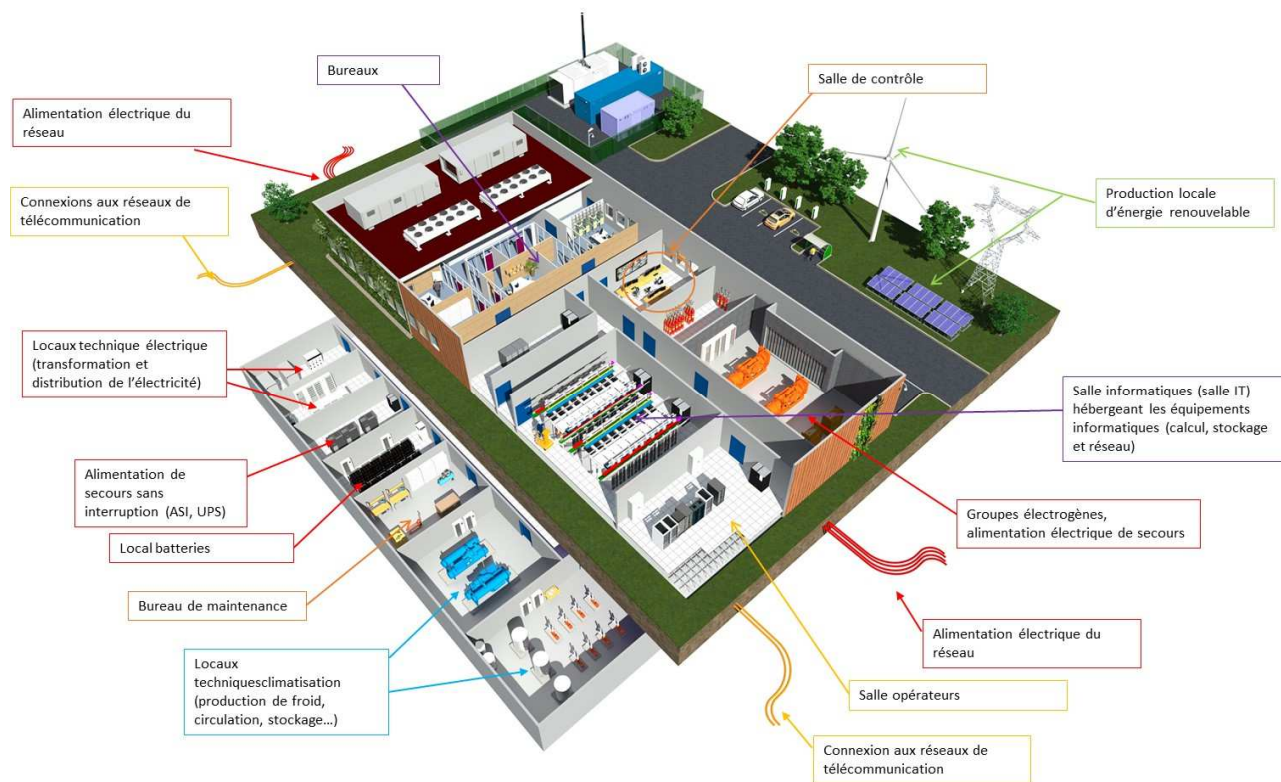 Bureaux
Salle de contrôle
Alimentation électrique du
réseau
Connexions aux réseaux de
télécommunication
Production locale
d’énergie renouvelable
Locaux technique électrique
(transformation et
distribution de l’électricité)
Salle informatiques (salle IT)
hébergeant les équipements
informatiques (calcul, stockage
et réseau)
Alimentation de
secours sans
interruption (ASI, UPS)
Groupes électrogènes,
alimentation électrique de secours
Local batteries
Bureau de maintenance
Alimentation électrique du
réseau
Locaux
techniquesclimatisation
(production de froid,
circulation, stockage…)
Salle opérateurs
Connexion aux réseaux de
télécommunication